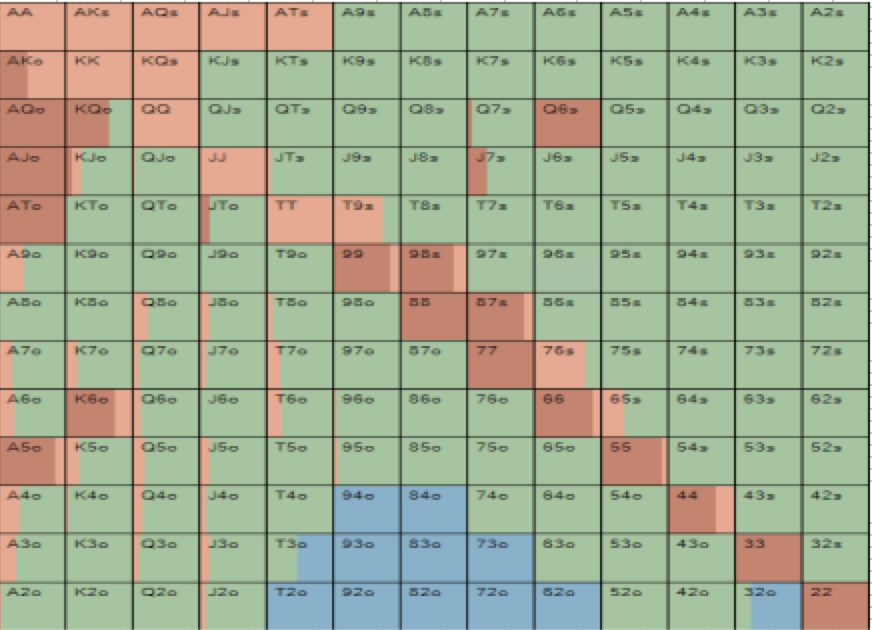 AA AKs AQs AJs ATs A9s A8s A7s A6s A5s A4s A3s A2s
AKo KK KQs KJs KTs K9s K8s K7s K6s K5s K4s K3s K2s
AQo KQo QQ QJs QTs Q9s Q8s Q7s Q6s Q5s Q4s Q3s Q2s
AJo KJo QJo JJ JTs J9s J8s J7s J6s J5s J4s J3s J2s
ATo KTo QTo JTo TT T9s T8s T7s T6s T5s T4s T3s T2s
A9o K9o Q9o J9o T9o 99 98s 97s 96s 95s 94s 93s 92s
A8o K8o Q8o J8o T8o 98o 88 87s 86s 85s 84s 83s 82s
A7o K7o Q7o J7o T7o 97o 87o 77 76s 75s 74s 73s 72s
A6o K6o Q6o J6o T6o 96o 86o 76o 66 65s 64s 63s 62s
A5o K5o Q5o J5o T5o 95o 85o 75o 65o 55 54s 53s 52s
A4o K4o Q4o J4o T4o 94o 84o 74o 64o 54o 44 43s 42s
A3o K3o Q3o J3o T3o 93o 83o 73o 63o 53o 43o 33 32s
A2o K2o Q2o J2o T2o 92o 82o 72o 62o 52o 42o 32o 22